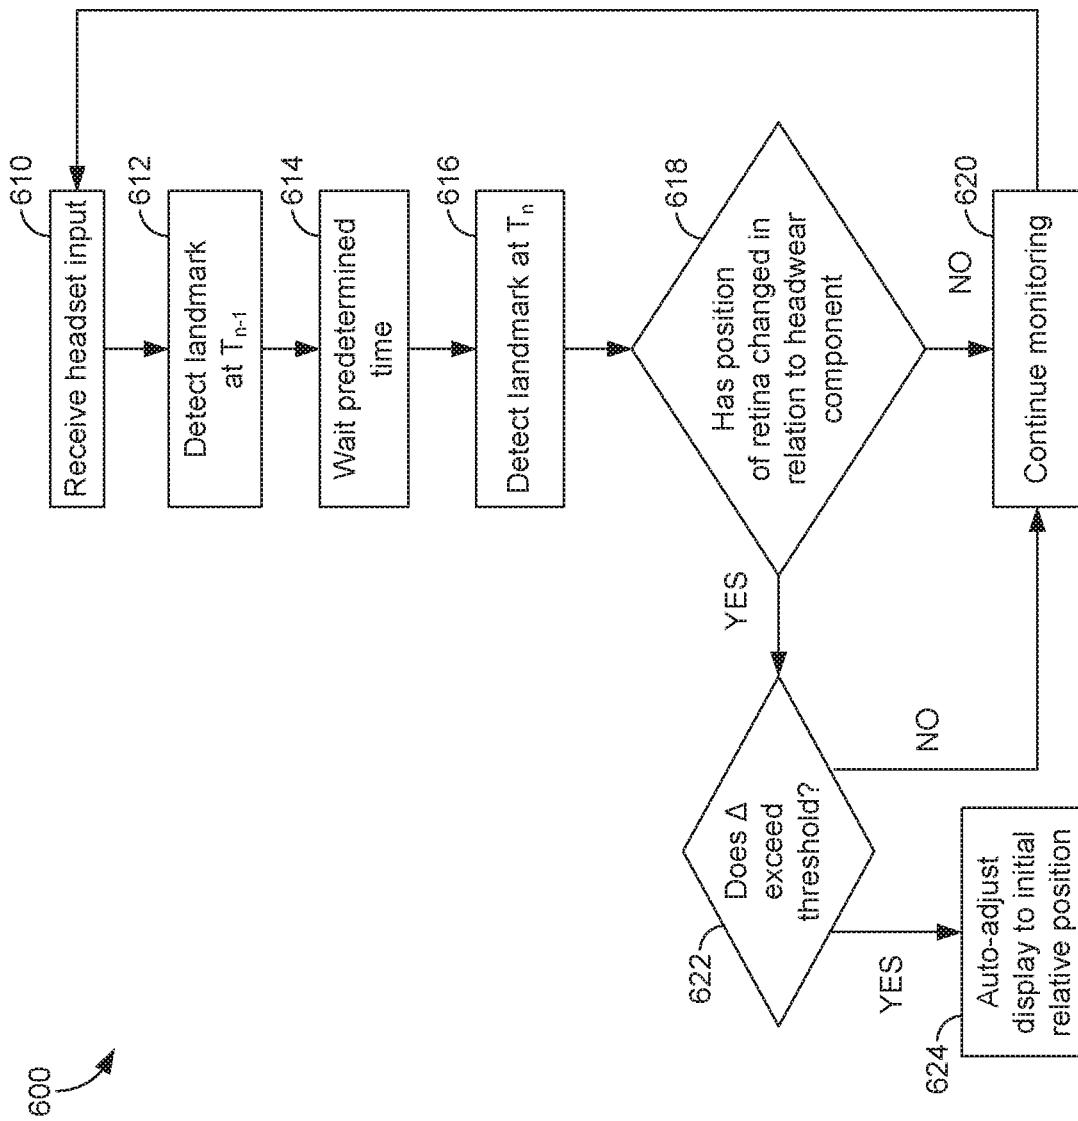 600
610
Receive headset input
612
Detect landmark
at Tn-1
614
Wait predetermined
time
616
Detect landmark at Tn
618
Has position
of retina changed in
relation to headwear
component
YES
NO
620
Continue monitoring
622
Does Δ
exceed
threshold?
NO
YES
624
Auto-adjust
display to initial
relative position